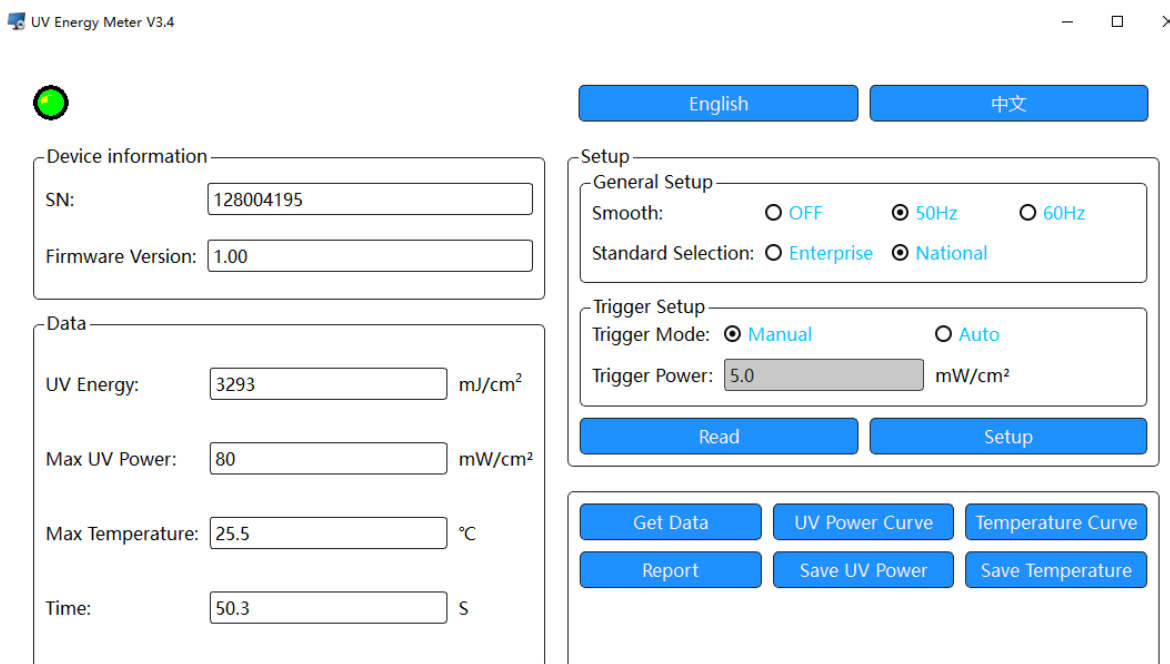 UV Energy Meter V3.4
English 中文
Device information
SN: 128004195
Firmware Version: 1.00
Data
UV Energy: 3293 mJ/cm²
Max UV Power: 80 mW/cm²
Max Temperature: 25.5 ℃
Time: 50.3 S
Setup
General Setup
Smooth: OFF 50Hz 60Hz
Standard Selection: Enterprise National
Trigger Setup
Trigger Mode: Manual Auto
Trigger Power: 5.0 mW/cm²
Read Setup
Get Data UV Power Curve Temperature Curve
Report Save UV Power Save Temperature